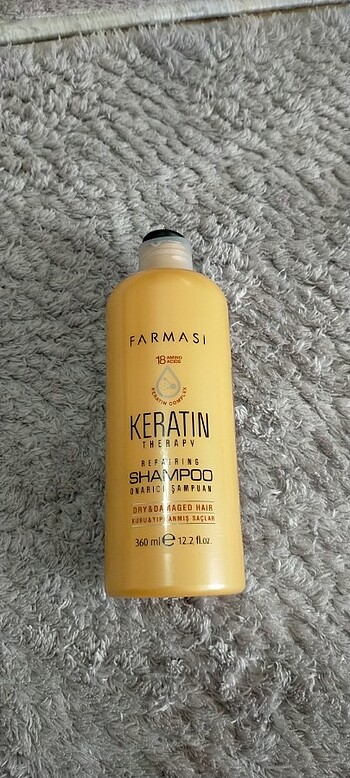 FARMASi
18 AMINO ACIDS
KERATIN COMPLEX
KERATIN
THERAPY
REPAIRING
SHAMPOO
ONARICI ŞAMPUAN
DRY&DAMAGED HAIR
KURU&YIPRANMIŞ SAÇLAR
360 ml e 12.2 fl.oz.